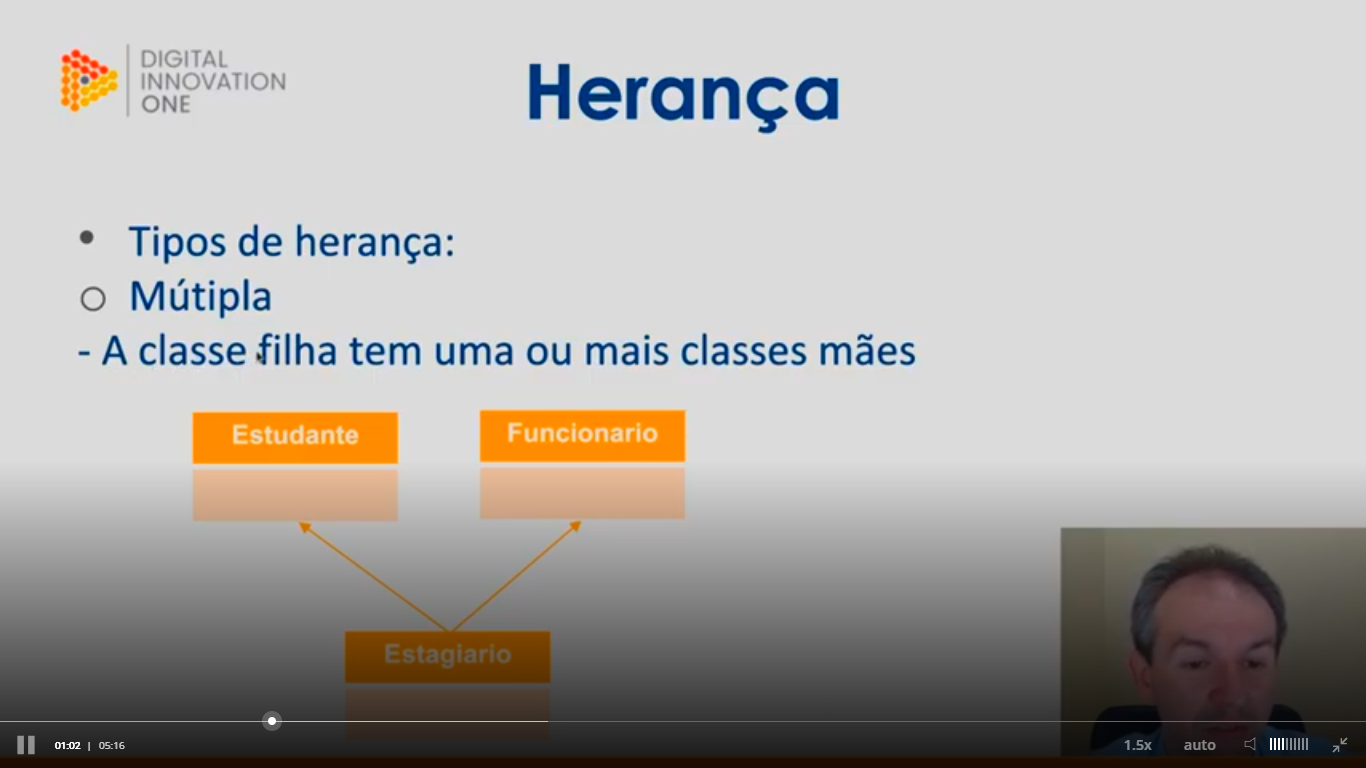 DIGITAL
INNOVATION
ONE
Herança
• Tipos de herança:
○ Mútipla
- A classe filha tem uma ou mais classes mães
Estudante
Funcionario
Estagiario
01:02 | 05:16
1.5x
auto